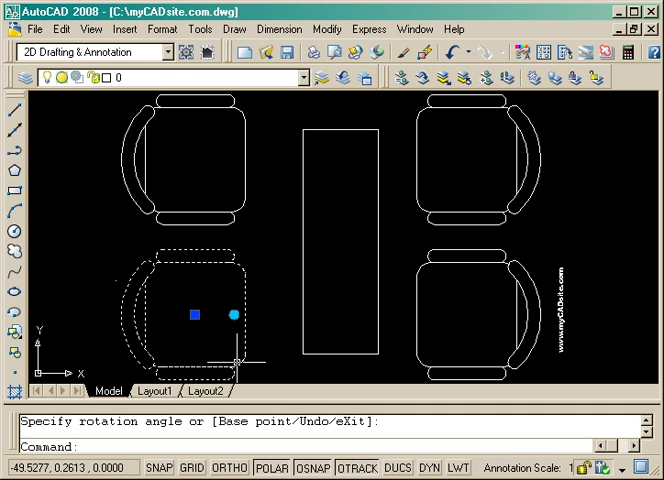 AutoCAD 2008 - [C:\myCADsite.com.dwg]
File Edit View Insert Format Tools Draw Dimension Modify Express Window Help
2D Drafting & Annotation
0
www.myCADsite.com
Y
X
Model Layout1 Layout2
Specify rotation angle or [Base point/Undo/eXit]:
Command:
-49.5277, 0.2613, 0.0000 SNAP GRID ORTHO POLAR OSNAP OTRACK DUCS DYN LWT Annotation Scale: 1